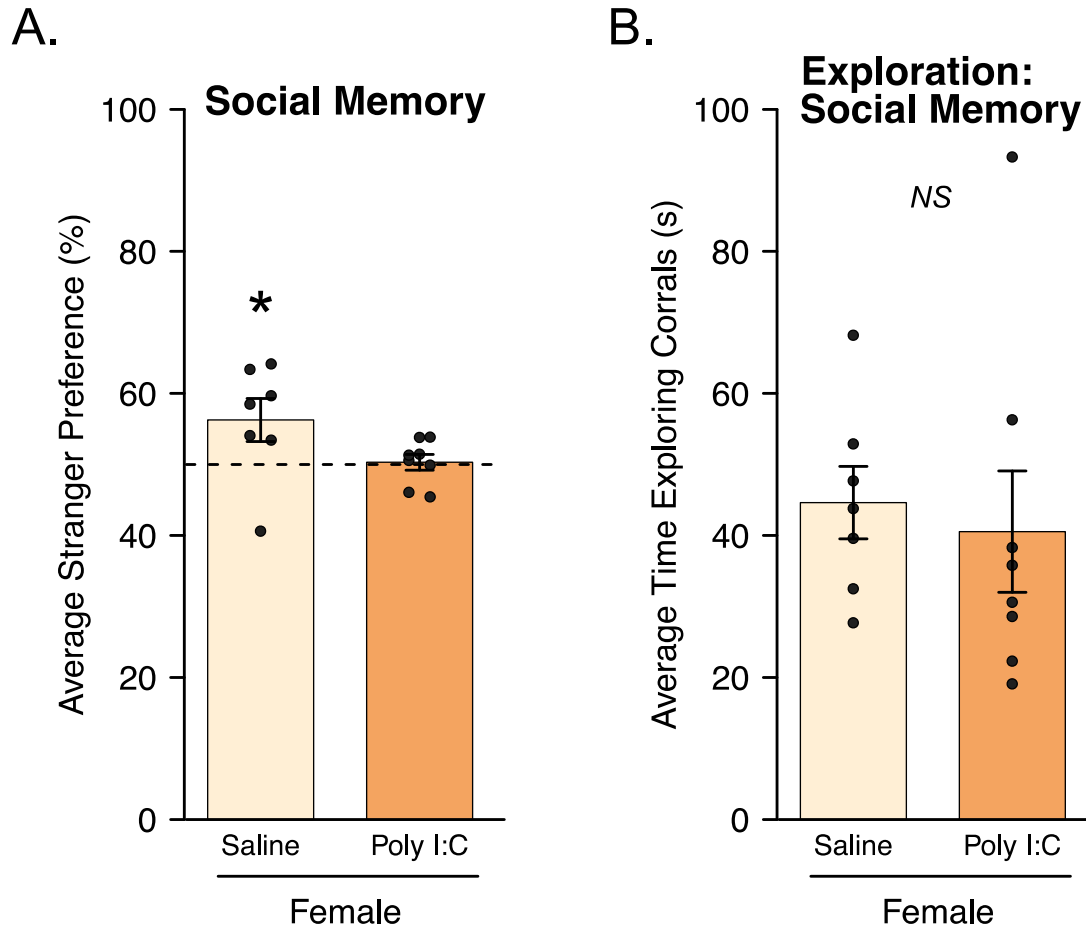 A.
Social Memory
Average Stranger Preference (%)
100
80
60
40
20
0
*
Saline
Poly I:C
Female
B.
Exploration:
Social Memory
Average Time Exploring Corrals (s)
100
80
60
40
20
0
NS
Saline
Poly I:C
Female